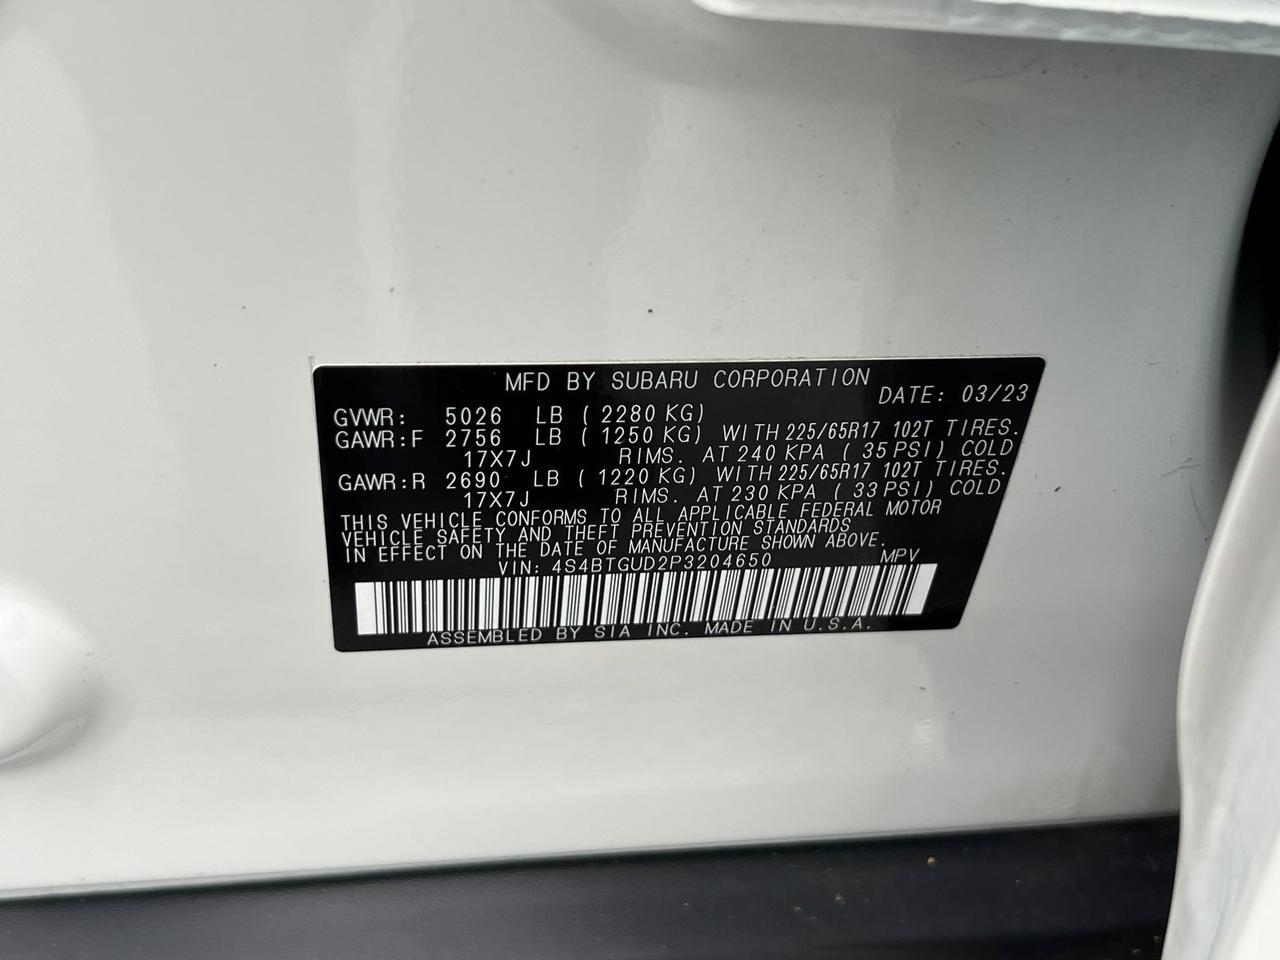 MFD BY SUBARU CORPORATION DATE: 03/23
GVWR: 5026 LB ( 2280 KG)
GAWR:F 2756 LB ( 1250 KG) WITH 225/65R17 102T TIRES.
17X7J RIMS. AT 240 KPA ( 35 PSI) COLD
GAWR:R 2690 LB ( 1220 KG) WITH 225/65R17 102T TIRES.
17X7J RIMS. AT 230 KPA ( 33 PSI) COLD
THIS VEHICLE CONFORMS TO ALL APPLICABLE FEDERAL MOTOR
VEHICLE SAFETY AND THEFT PREVENTION STANDARDS
IN EFFECT ON THE DATE OF MANUFACTURE SHOWN ABOVE.
VIN: 4S4BTGUD2P3204650 MPV
ASSEMBLED BY SIA INC. MADE IN U.S.A.